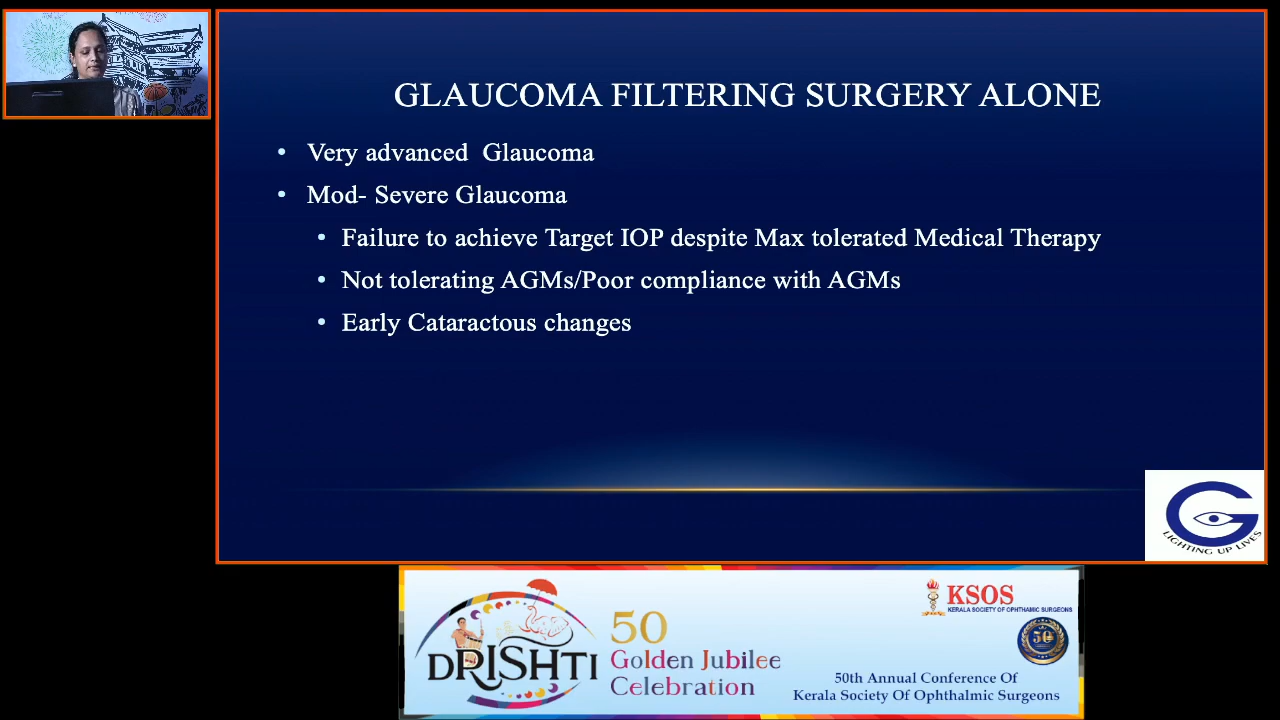 GLAUCOMA FILTERING SURGERY ALONE
• Very advanced Glaucoma
• Mod- Severe Glaucoma
• Failure to achieve Target IOP despite Max tolerated Medical Therapy
• Not tolerating AGMs/Poor compliance with AGMs
• Early Cataractous changes
G
LIGHTING UP LIVES
DRISHTI
50
Golden Jubilee
Celebration
KSOS
KERALA SOCIETY OF OPHTHAMIC SURGEONS
50
50th Annual Conference Of
Kerala Society Of Ophthalmic Surgeons